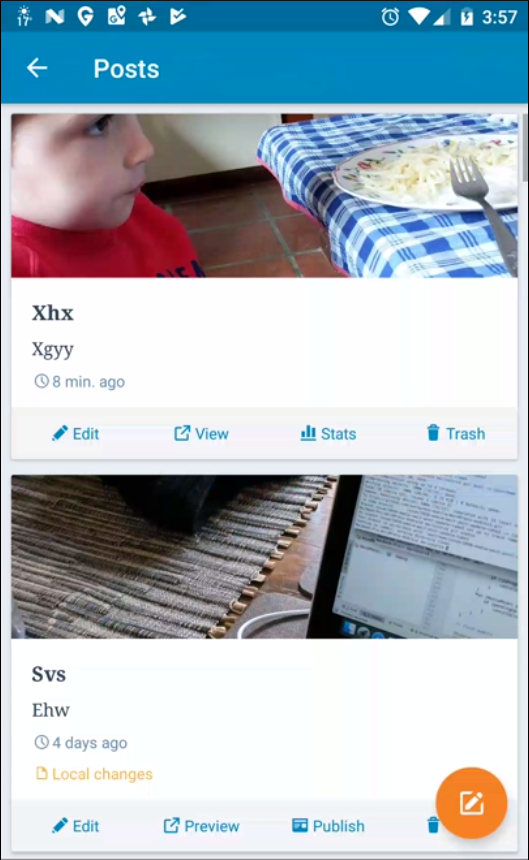 17°
3:57
Posts
Xhx
Xgyy
8 min. ago
Edit View Stats Trash
Svs
Ehw
4 days ago
Local changes
Edit Preview Publish